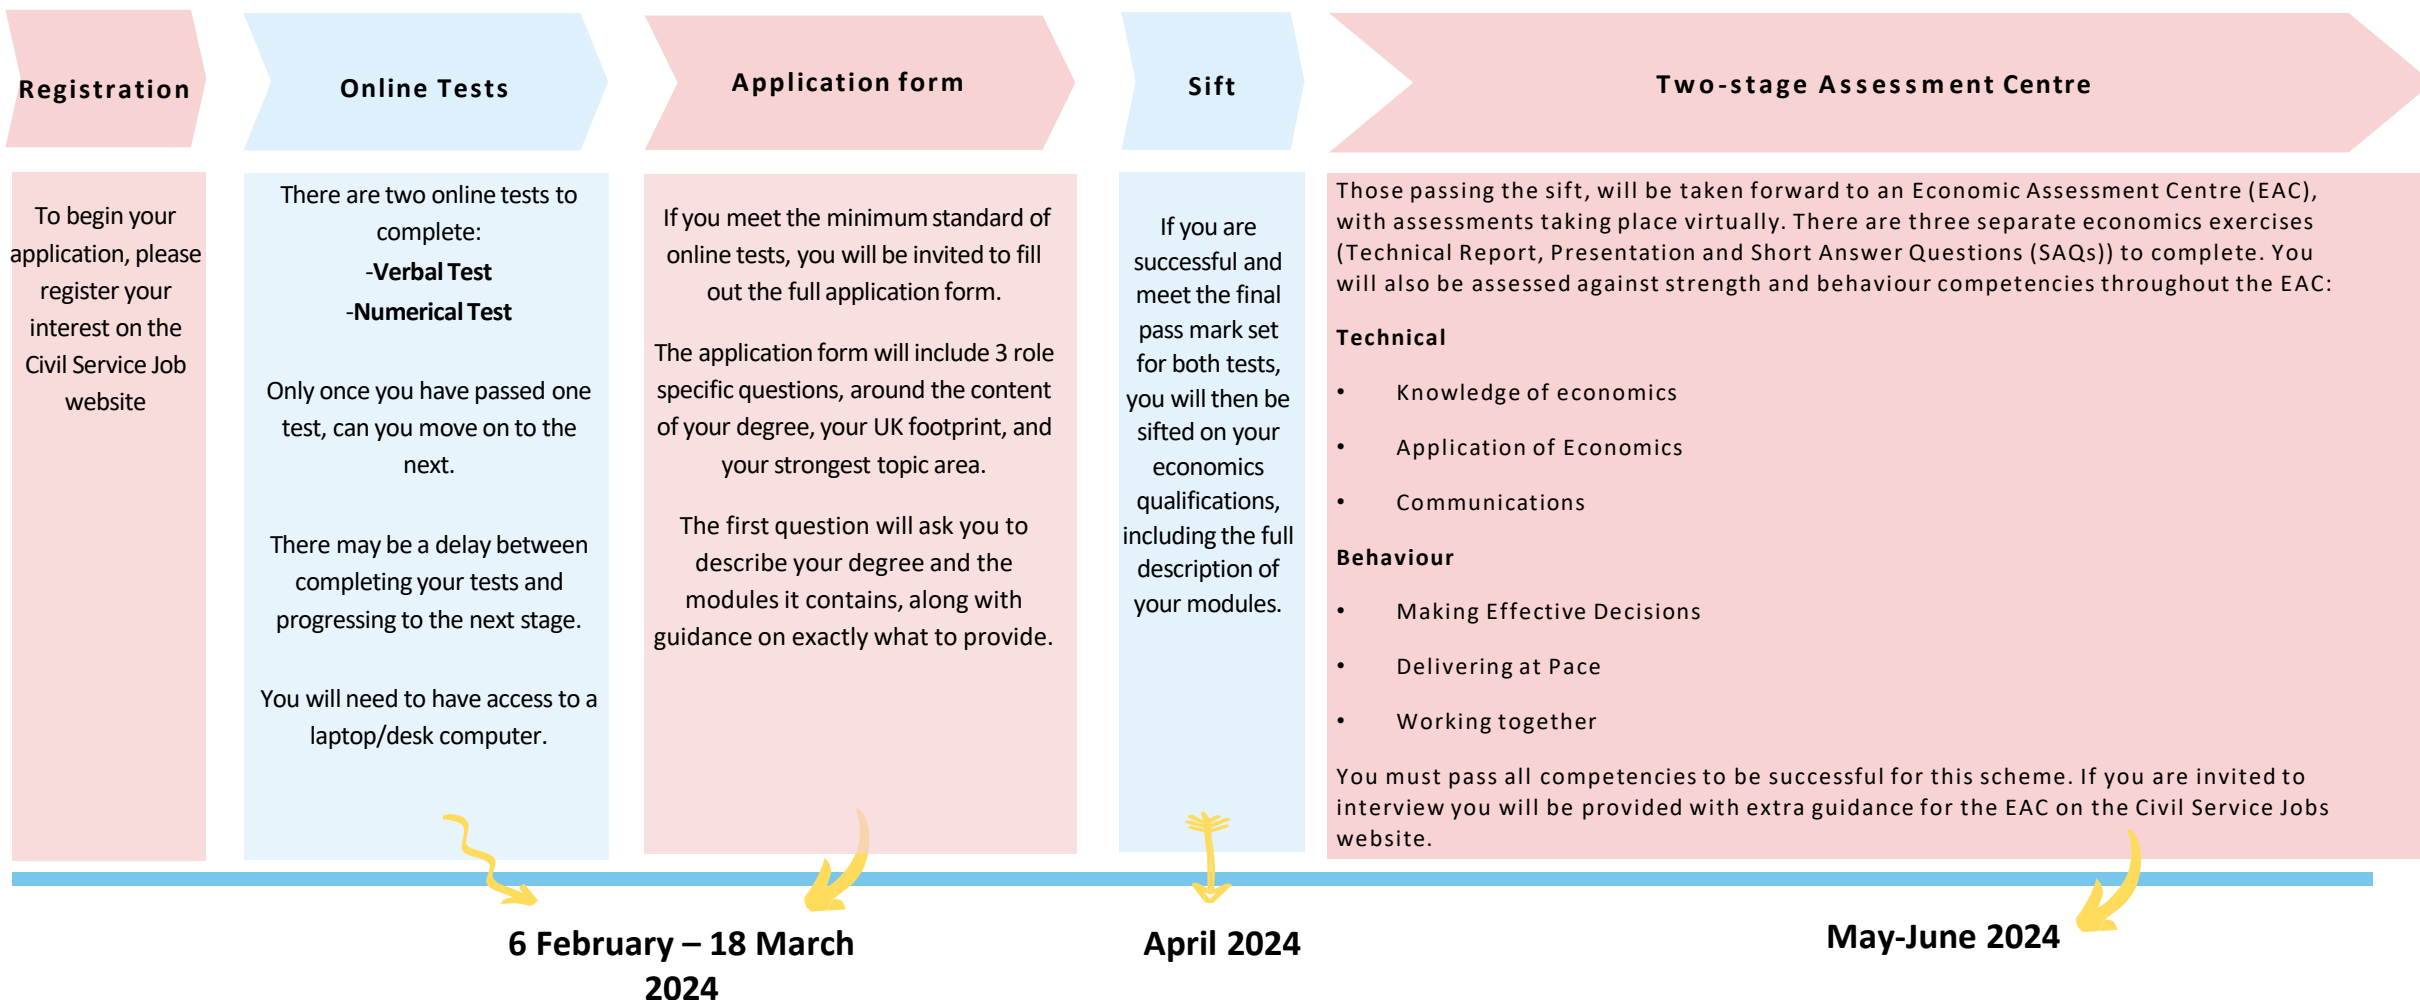 Registration
Online Tests
Application form
Sift
Two-stage Assessment Centre
To begin your
application, please
register your
interest on the
Civil Service Job
website
There are two online tests to
complete:
-Verbal Test
-Numerical Test
Only once you have passed one
test, can you move on to the
next.
There may be a delay between
completing your tests and
progressing to the next stage.
You will need to have access to a
laptop/desk computer.
If you meet the minimum standard of
online tests, you will be invited to fill
out the full application form.
The application form will include 3 role
specific questions, around the content
of your degree, your UK footprint, and
your strongest topic area.
The first question will ask you to
describe your degree and the
modules it contains, along with
guidance on exactly what to provide.
If you are
successful and
meet the final
pass mark set
for both tests,
you will then be
sifted on your
economics
qualifications,
including the full
description of
your modules.
Those passing the sift, will be taken forward to an Economic Assessment Centre (EAC),
with assessments taking place virtually. There are three separate economics exercises
(Technical Report, Presentation and Short Answer Questions (SAQs)) to complete. You
will also be assessed against strength and behaviour competencies throughout the EAC:
Technical
• Knowledge of economics
• Application of Economics
• Communications
Behaviour
• Making Effective Decisions
• Delivering at Pace
• Working together
You must pass all competencies to be successful for this scheme. If you are invited to
interview you will be provided with extra guidance for the EAC on the Civil Service Jobs
website.
6 February – 18 March
2024
April 2024
May-June 2024